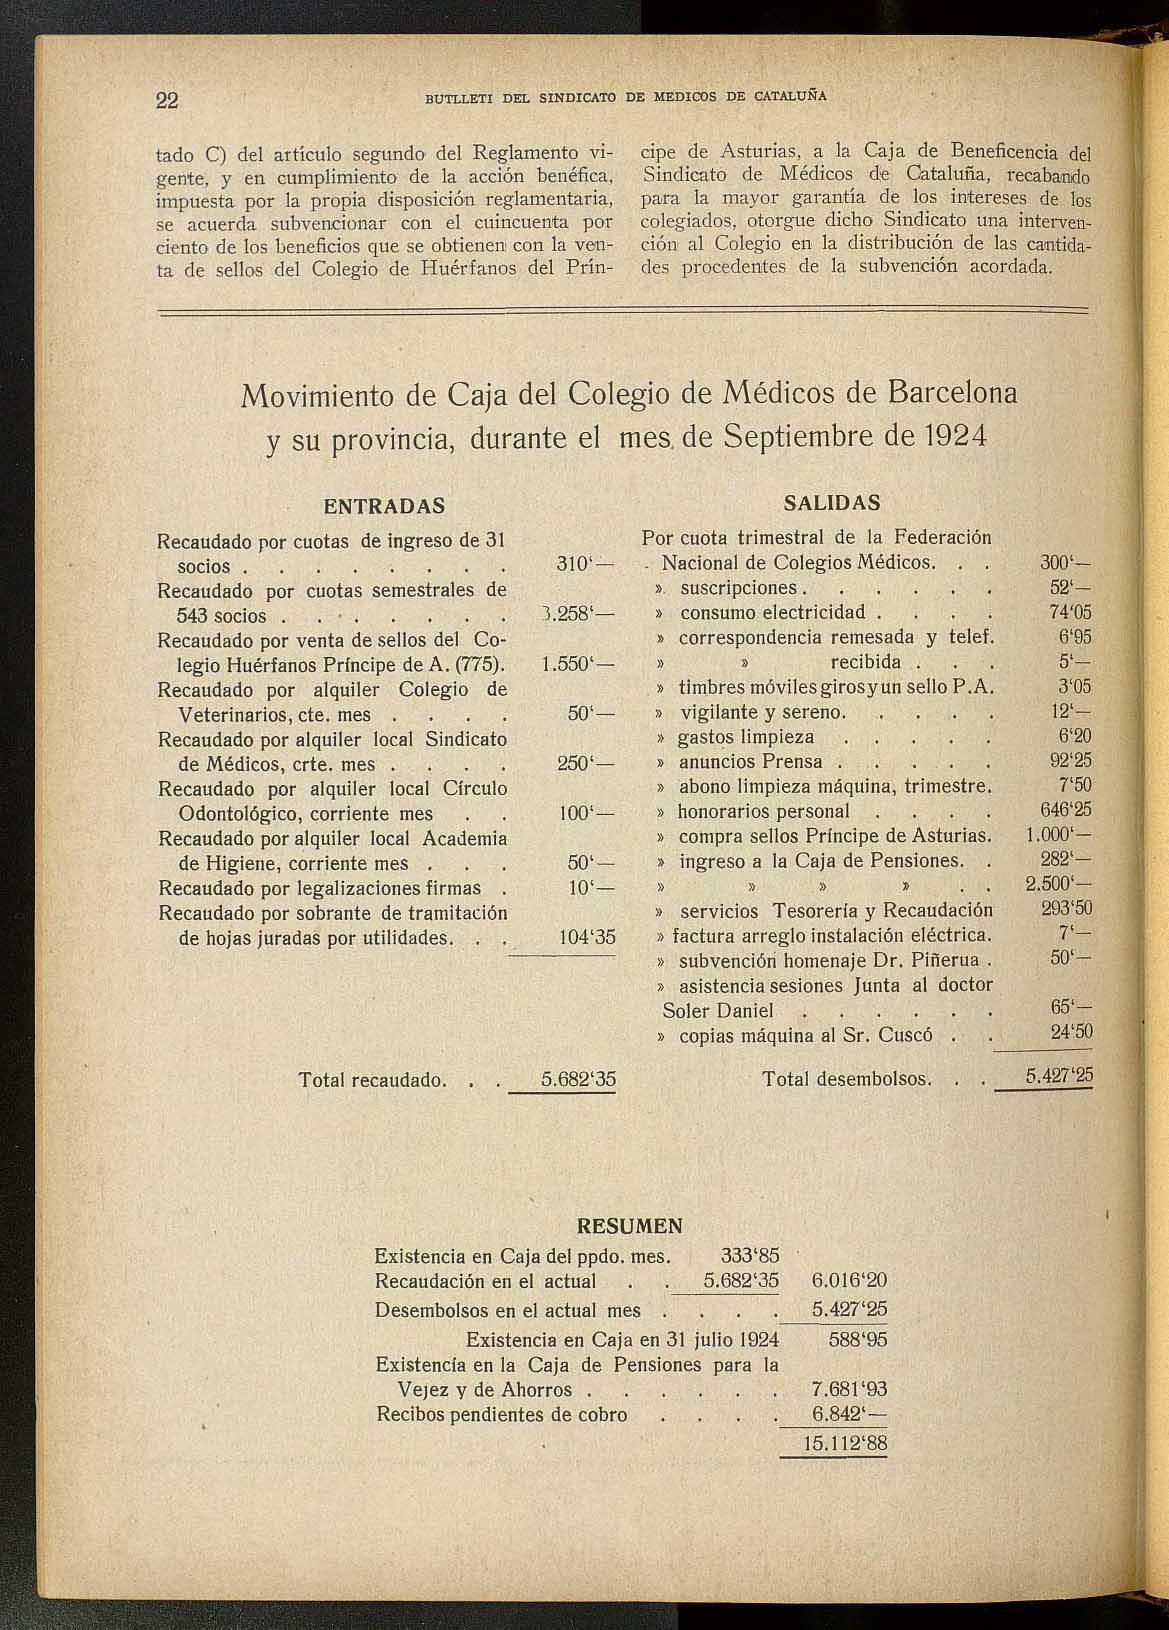 22
BUTLLETI DEL SINDICATO DE MEDICOS DE CATALUÑA
tado C) del artículo segundo del Reglamento vi-
gente, y en cumplimiento de la acción benéfica,
impuesta por la propia disposición reglamentaria,
se acuerda subvencionar con el cuincuenta por
ciento de los beneficios que se obtienen con la ven-
ta de sellos del Colegio de Huérfanos del Prín-
cipe de Asturias, a la Caja de Beneficencia del
Sindicato de Médicos de Cataluña, recabando
para la mayor garantía de los intereses de los
colegiados, otorgue dicho Sindicato una interven-
ción al Colegio en la distribución de las cantida-
des procedentes de la subvención acordada.
Movimiento de Caja del Colegio de Médicos de Barcelona
y su provincia, durante el mes de Septiembre de 1924
ENTRADAS
Recaudado por cuotas de ingreso de 31
socios . . . . . . . . 310‘—
Recaudado por cuotas semestrales de
543 socios . . . . . . . 3.258‘—
Recaudado por venta de sellos del Co-
legio Huérfanos Príncipe de A. (775). 1.550‘—
Recaudado por alquiler Colegio de
Veterinarios, cte. mes . . . . 50‘—
Recaudado por alquiler local Sindicato
de Médicos, crte. mes . . . . 250‘—
Recaudado por alquiler local Círculo
Odontológico, corriente mes . . 100‘—
Recaudado por alquiler local Academia
de Higiene, corriente mes . . . 50‘—
Recaudado por legalizaciones firmas . 10‘—
Recaudado por sobrante de tramitación
de hojas juradas por utilidades. . . 104‘35
Total recaudado. . . 5.682‘35
SALIDAS
Por cuota trimestral de la Federación
Nacional de Colegios Médicos. . . 300‘—
» suscripciones . . . . . . 52‘—
» consumo electricidad . . . . 74‘05
» correspondencia remesada y telef. 6‘95
» » recibida . . . 5‘—
» timbres móviles giros y un sello P. A. 3‘05
» vigilante y sereno. . . . . 12‘—
» gastos limpieza . . . . . 6‘20
» anuncios Prensa . . . . . 92‘25
» abono limpieza máquina, trimestre. 7‘50
» honorarios personal . . . . 646‘25
» compra sellos Príncipe de Asturias. 1.000‘—
» ingreso a la Caja de Pensiones. . 282‘—
» » » » . . 2.500‘—
» servicios Tesorería y Recaudación 293‘50
» factura arreglo instalación eléctrica. 7‘—
» subvención homenaje Dr. Piñerua . 50‘—
» asistencia sesiones Junta al doctor
Soler Daniel . . . . . . 65‘—
» copias máquina al Sr. Cuscó . . 24‘50
Total desembolsos. . . 5.427‘25
RESUMEN
Existencia en Caja del ppdo. mes. 333‘85
Recaudación en el actual . . 5.682‘35 6.016‘20
Desembolsos en el actual mes . . . . 5.427‘25
Existencia en Caja en 31 julio 1924 588‘95
Existencía en la Caja de Pensiones para la
Vejez y de Ahorros . . . . . . 7.681‘93
Recibos pendientes de cobro . . . . 6.842‘—
15.112‘88